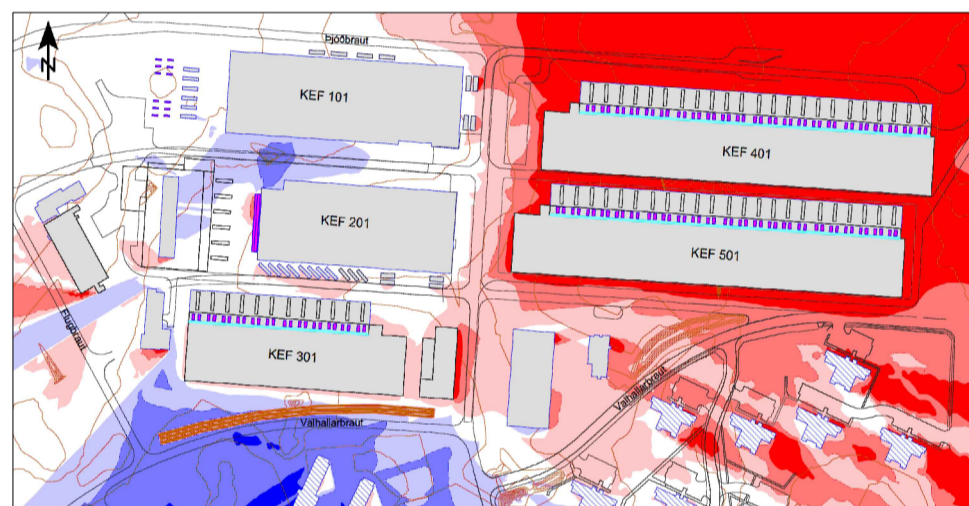 N
Þjóðbraut
KEF 101
KEF 401
KEF 201
KEF 501
Flugbraut
KEF 301
Valhallarbraut
Valhallarbraut